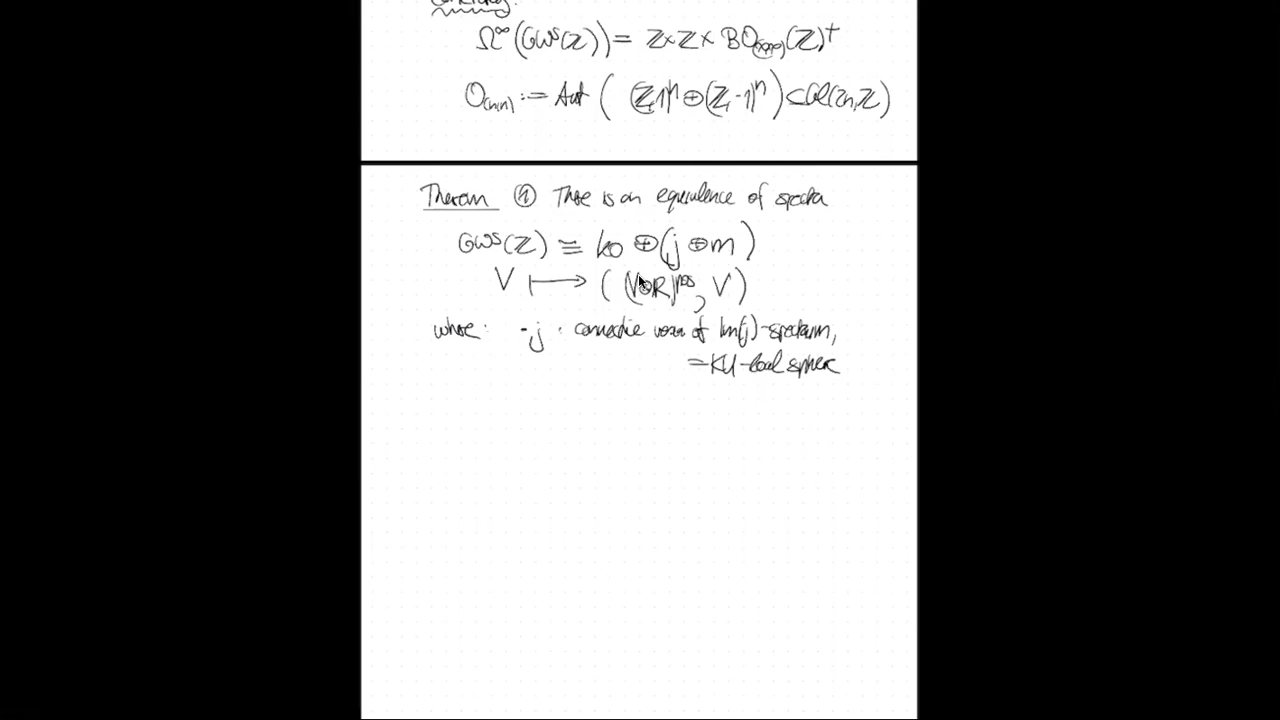 Ω^∞(GW^s(Z)) = Z×Z×BO_(∞,∞)(Z)^+
O_(n,n) := Aut ( (Z,1)^n ⊕ (Z,-1)^n ) ⊂ Gl(2n,Z)
Theorem ① There is an equivalence of spectra
GW^s(Z) ≃ ko ⊕ (j ⊕ m)
V ⟼ ( (V⊗R)^pos, V )
where: - j : connective version of Im(j)-spectrum,
= KU-local sphere